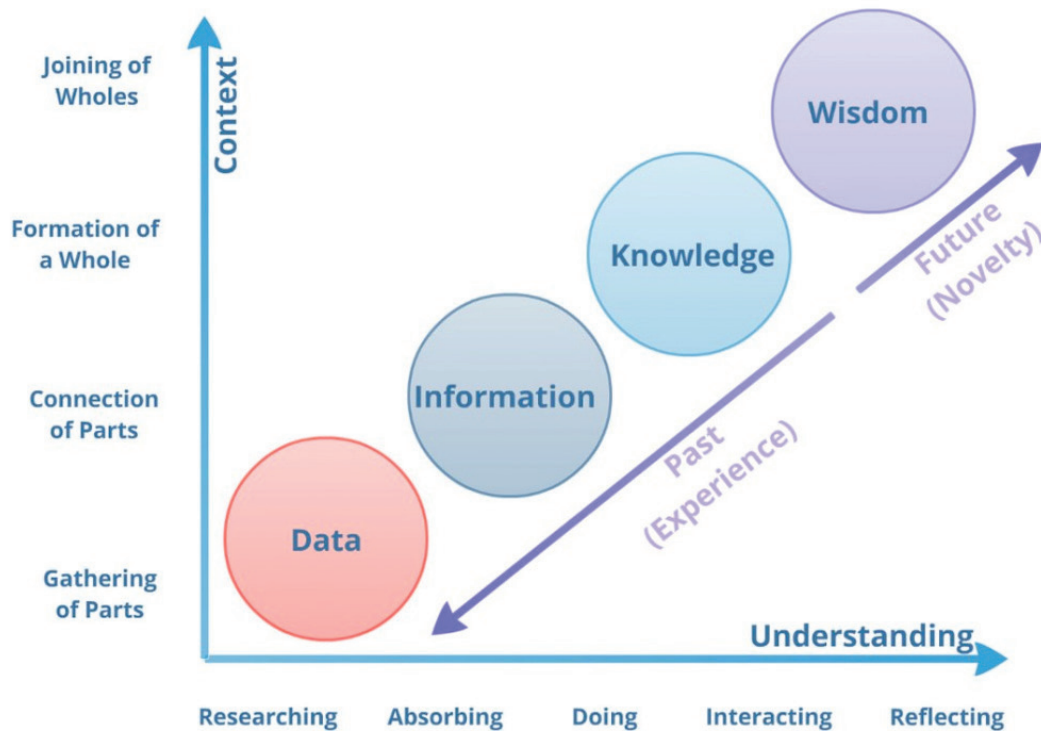 Joining of
Wholes
Context
Wisdom
Formation of
a Whole
Knowledge
Future
(Novelty)
Connection
of Parts
Information
Past
(Experience)
Data
Gathering
of Parts
Understanding
Researching Absorbing Doing Interacting Reflecting